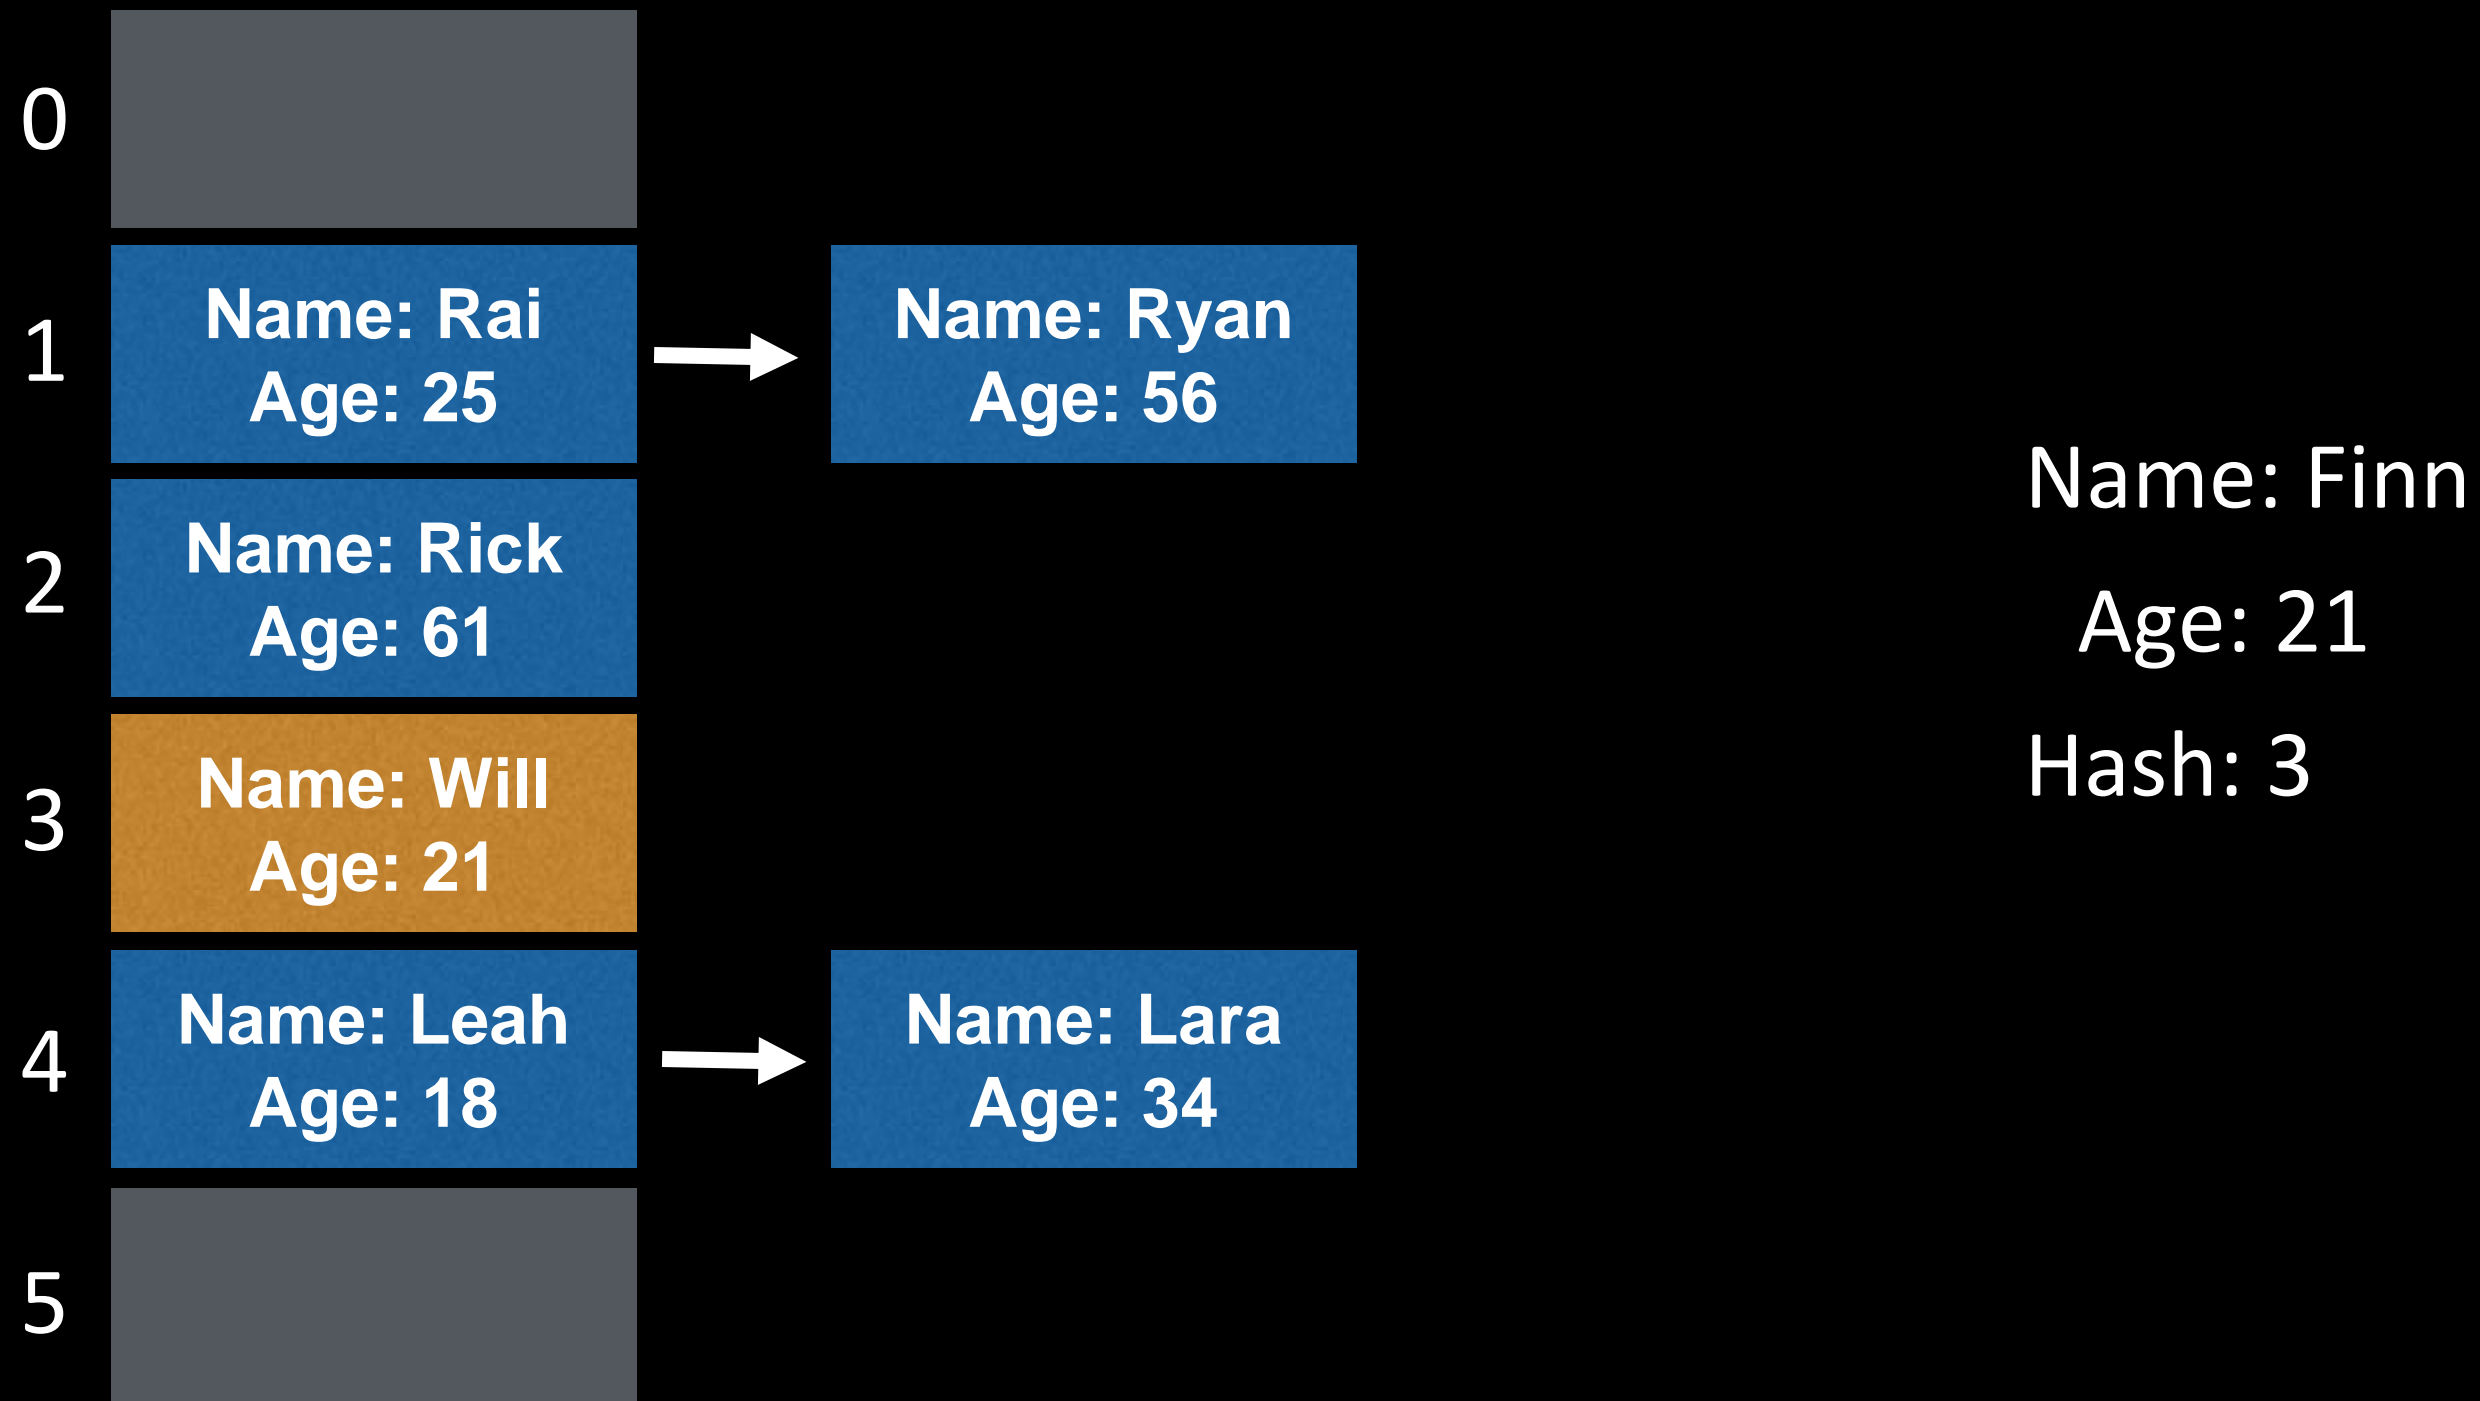 0
1
Name: Rai
Age: 25
Name: Ryan
Age: 56
2
Name: Rick
Age: 61
3
Name: Will
Age: 21
4
Name: Leah
Age: 18
Name: Lara
Age: 34
5
Name: Finn
Age: 21
Hash: 3